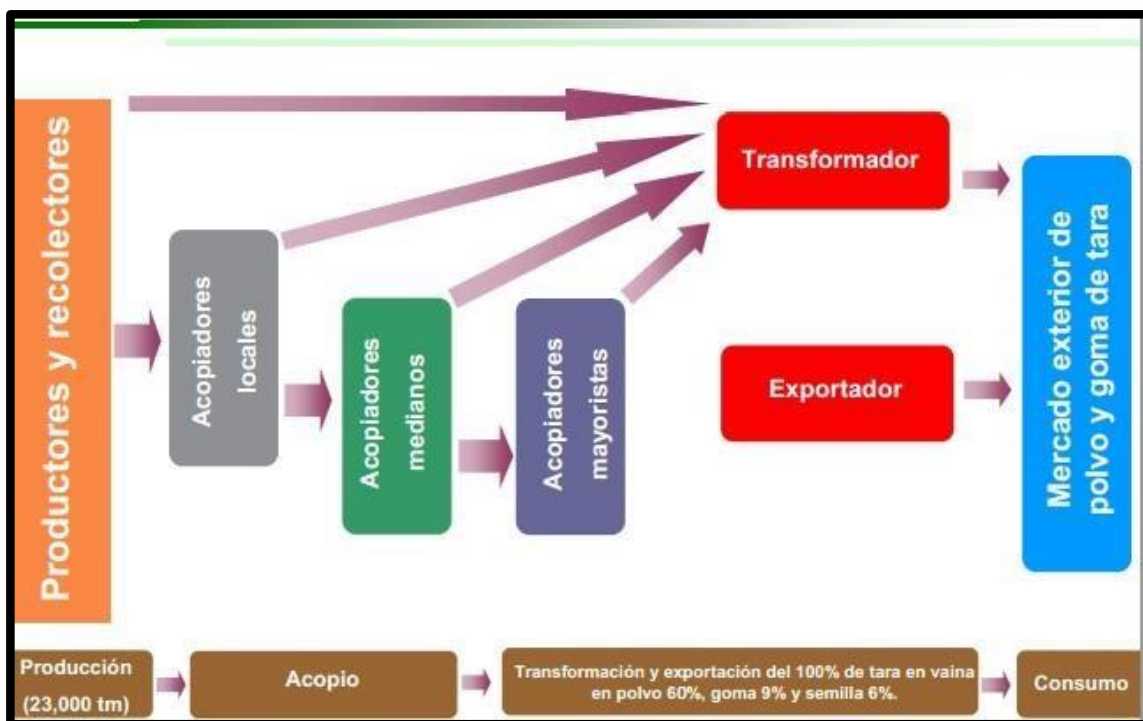 Productores y recolectores
Acopiadores
locales
Acopiadores
medianos
Acopiadores
mayoristas
Transformador
Exportador
Mercado exterior de
polvo y goma de tara
Producción
(23,000 tm)
Acopio
Transformación y exportación del 100% de tara en vaina
en polvo 60%, goma 9% y semilla 6%.
Consumo